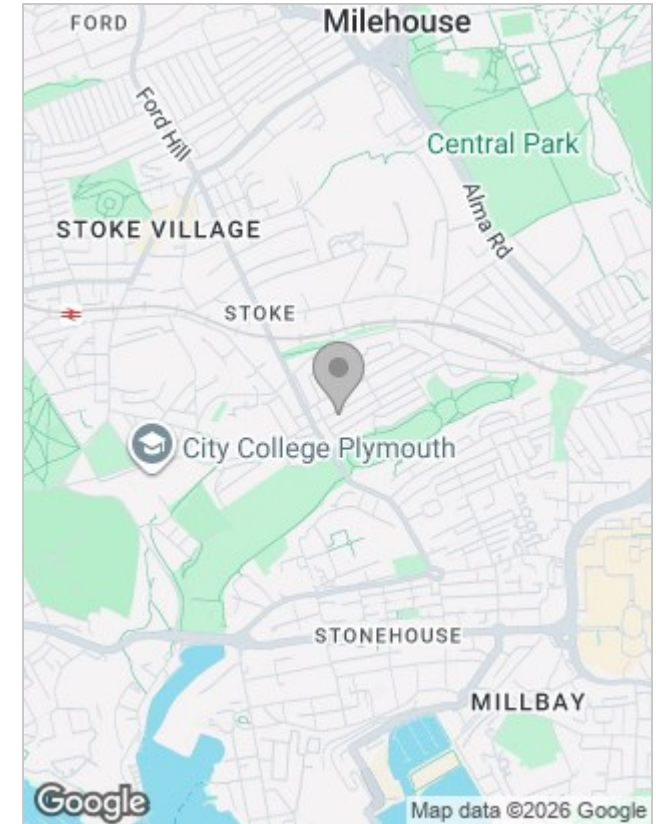 FORD
Milehouse
Ford Hill
Central Park
Alma Rd
STOKE VILLAGE
STOKE
City College Plymouth
STONEHOUSE
MILLBAY
Google
Map data ©2026 Google